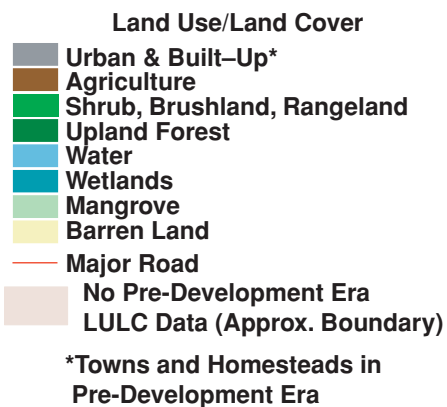 Land Use/Land Cover
Urban & Built–Up*
Agriculture
Shrub, Brushland, Rangeland
Upland Forest
Water
Wetlands
Mangrove
Barren Land
Major Road
No Pre-Development Era
LULC Data (Approx. Boundary)
*Towns and Homesteads in
Pre-Development Era